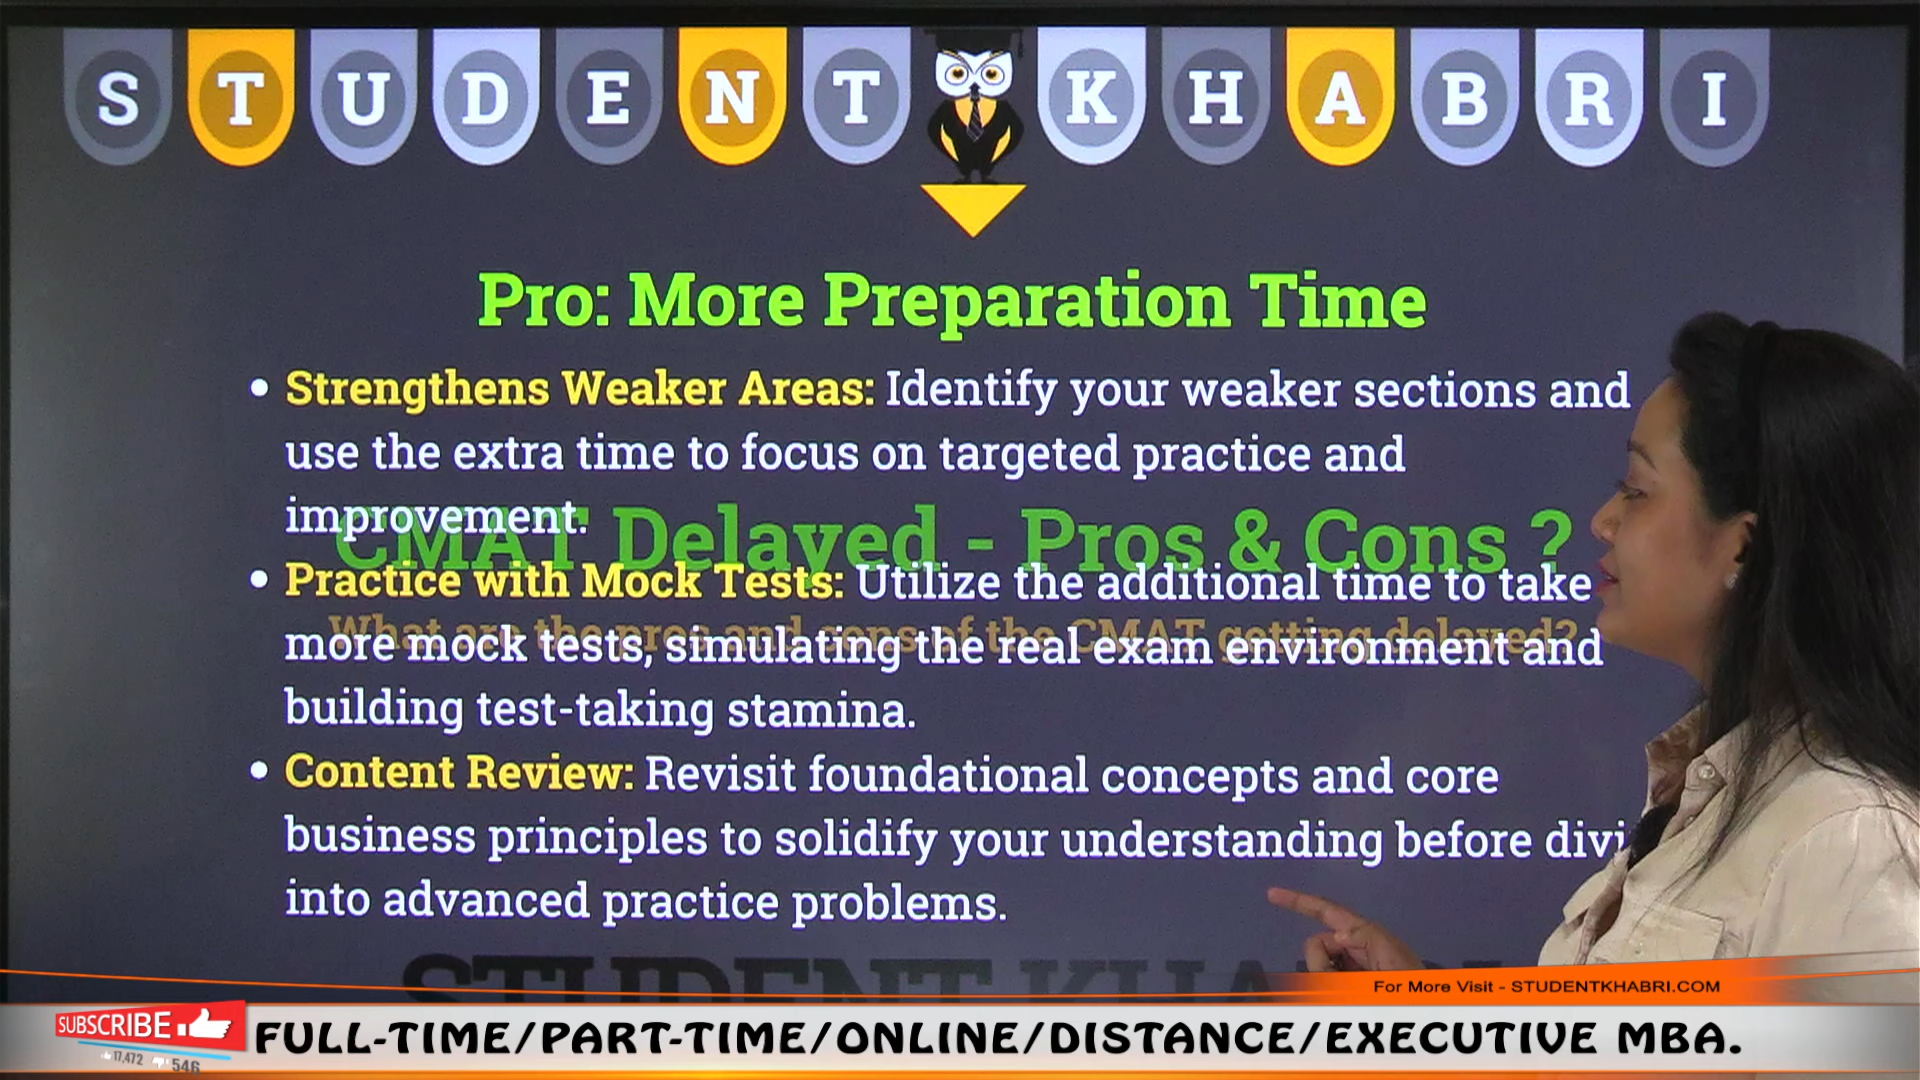 STUDENT KHABRI
Pro: More Preparation Time
• Strengthens Weaker Areas: Identify your weaker sections and
use the extra time to focus on targeted practice and
improvement.
CMAT Delayed - Pros & Cons ?
• Practice with Mock Tests: Utilize the additional time to take
What are the pros and cons of the CMAT getting delayed?
more mock tests, simulating the real exam environment and
building test-taking stamina.
• Content Review: Revisit foundational concepts and core
business principles to solidify your understanding before divi
into advanced practice problems.
STUDENT KHA
For More Visit - STUDENTKHABRI.COM
SUBSCRIBE
FULL-TIME/PART-TIME/ONLINE/DISTANCE/EXECUTIVE MBA.
17,472 546